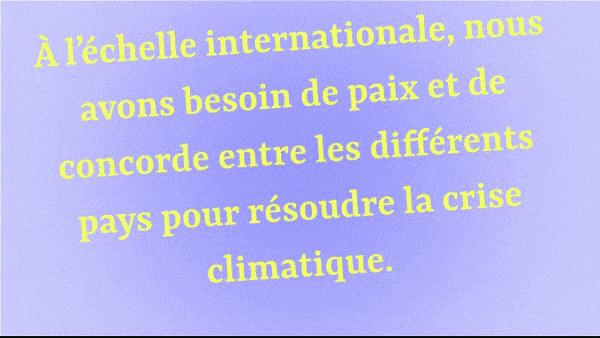 À l’échelle internationale, nous
avons besoin de paix et de
concorde entre les différents
pays pour résoudre la crise
climatique.